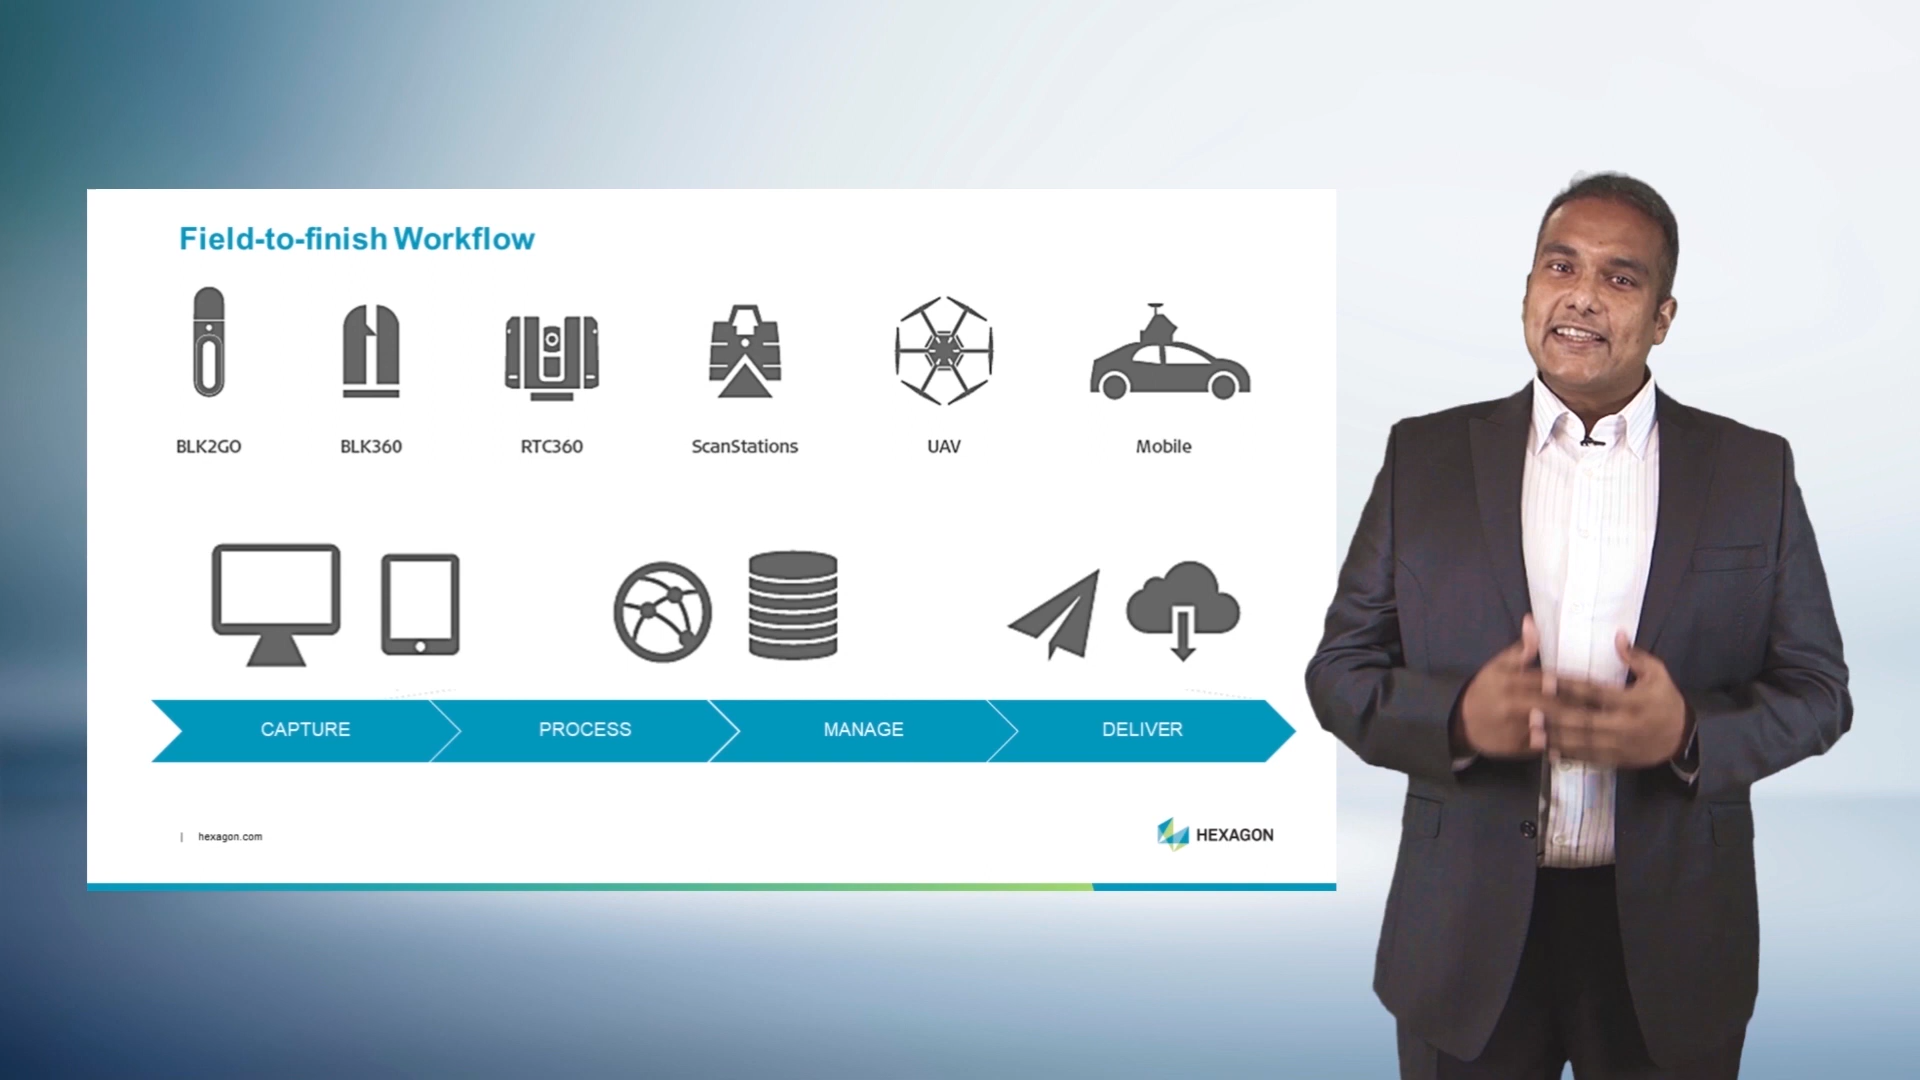 Field-to-finish Workflow
BLK2GO BLK360 RTC360 ScanStations UAV Mobile
CAPTURE PROCESS MANAGE DELIVER
| hexagon.com
HEXAGON